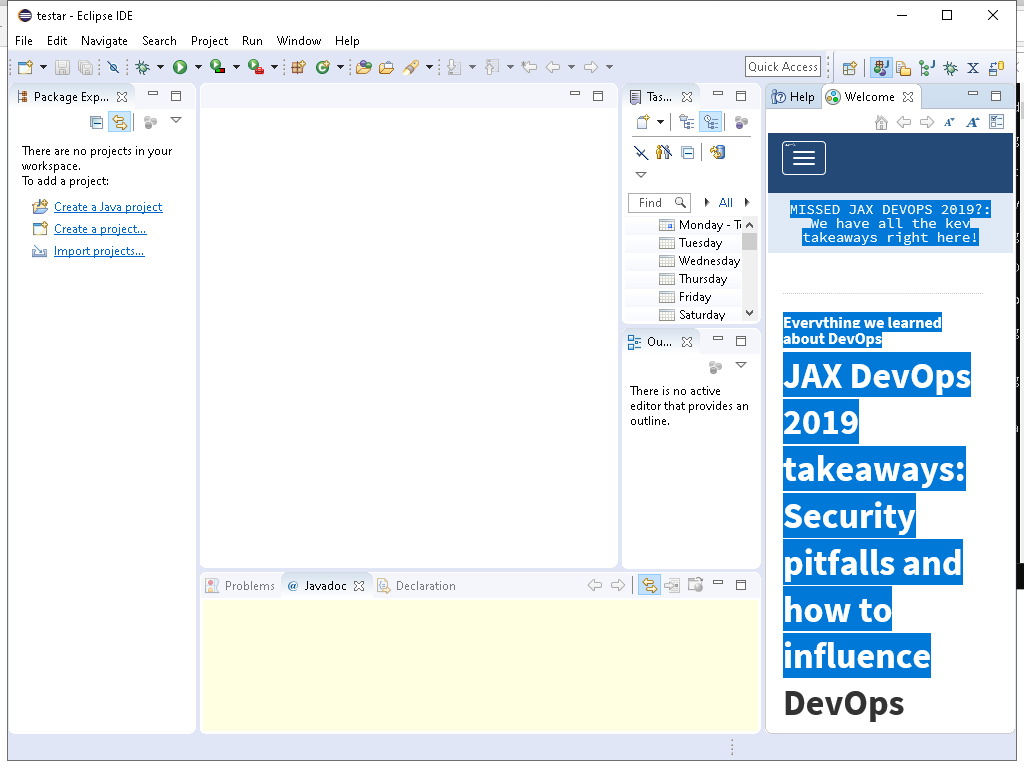 testar - Eclipse IDE
File Edit Navigate Search Project Run Window Help
Quick Access
Package Exp...
There are no projects in your
workspace.
To add a project:
Create a Java project
Create a project...
Import projects...
Tas...
Find
All
Monday - T
Tuesday
Wednesday
Thursday
Friday
Saturday
Ou...
There is no active
editor that provides an
outline.
Problems @ Javadoc Declaration
Help Welcome
MISSED JAX DEVOPS 2019?:
We have all the key
takeaways right here!
Everything we learned
about DevOps
JAX DevOps
2019
takeaways:
Security
pitfalls and
how to
influence
DevOps